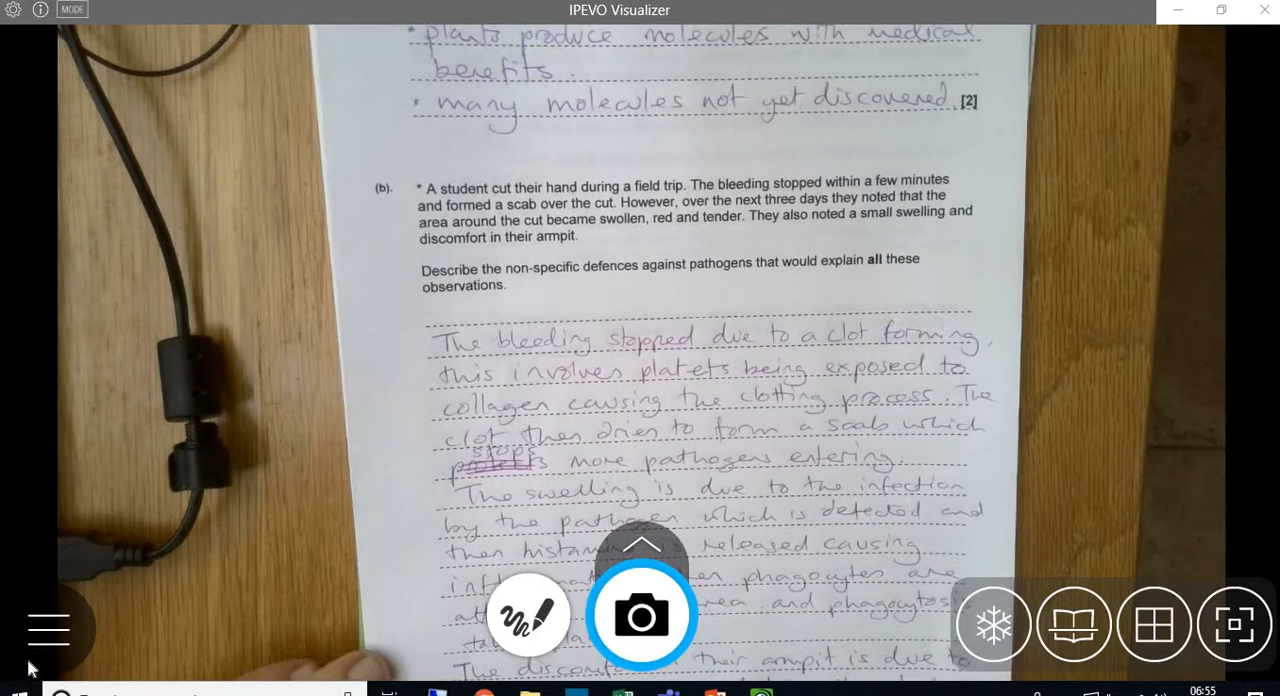 MODE
IPEVO Visualizer
• plants produce molecules with medical
benefits.
• many molecules not yet discovered. [2]
(b). * A student cut their hand during a field trip. The bleeding stopped within a few minutes
and formed a scab over the cut. However, over the next three days they noted that the
area around the cut became swollen, red and tender. They also noted a small swelling and
discomfort in their armpit.
Describe the non-specific defences against pathogens that would explain all these
observations.
The bleeding stopped due to a clot forming,
this involves platets being exposed to
collagen causing the clotting process. The
clot then dries to form a scab which
stops more pathogens entering.
The swelling is due to the infection
by the pathogen which is detected and
then released causing
phagocytes are
and
The their armpit is due to
06:55